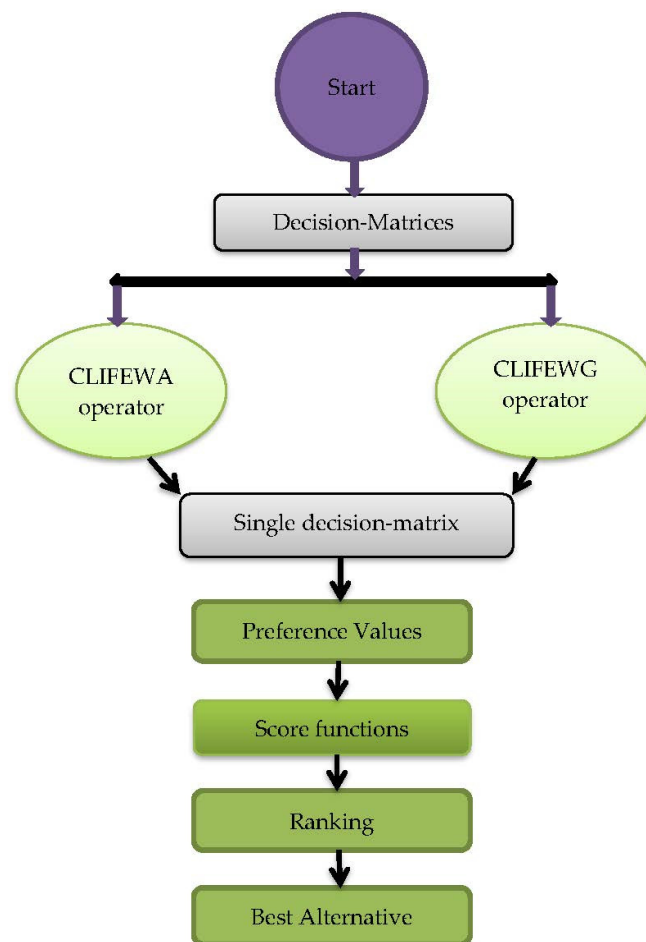 Start
Decision-Matrices
CLIFEWA
operator
CLIFEWG
operator
Single decision-matrix
Preference Values
Score functions
Ranking
Best Alternative